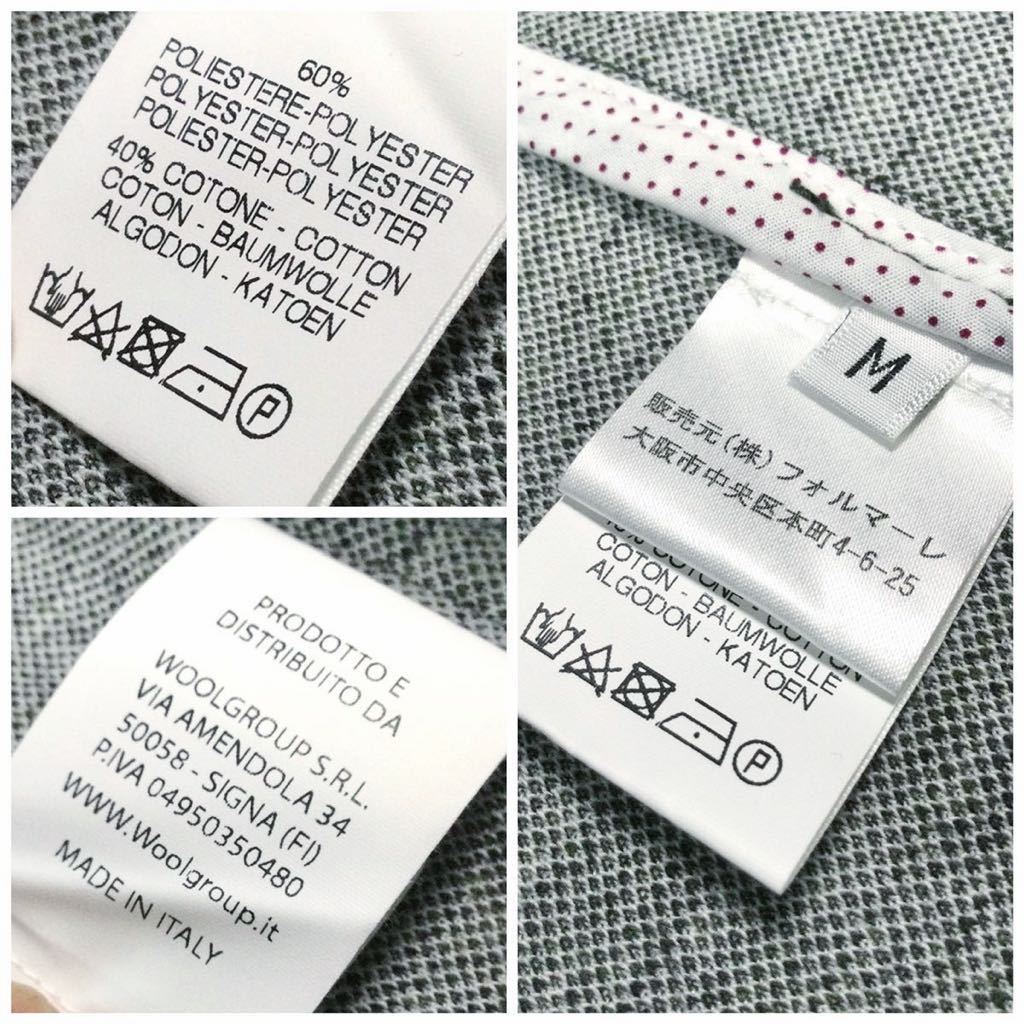 60%
POLIESTERE-POLYESTER
POLYESTER-POLYESTER
POLIESTER-POLYESTER
40% COTONE - COTTON
COTON - BAUMWOLLE
ALGODON - KATOEN
P
PRODOTTO E
DISTRIBUITO DA
WOOLGROUP S.R.L.
VIA AMENDOLA 34
50058 - SIGNA (FI)
P.IVA 04950350480
www.Woolgroup.it
MADE IN ITALY
M
販売元(株)フォルマーレ
大阪市中央区本町4-6-25
COTONE - COTTON
COTON - BAUMWOLLE
ALGODON - KATOEN
P